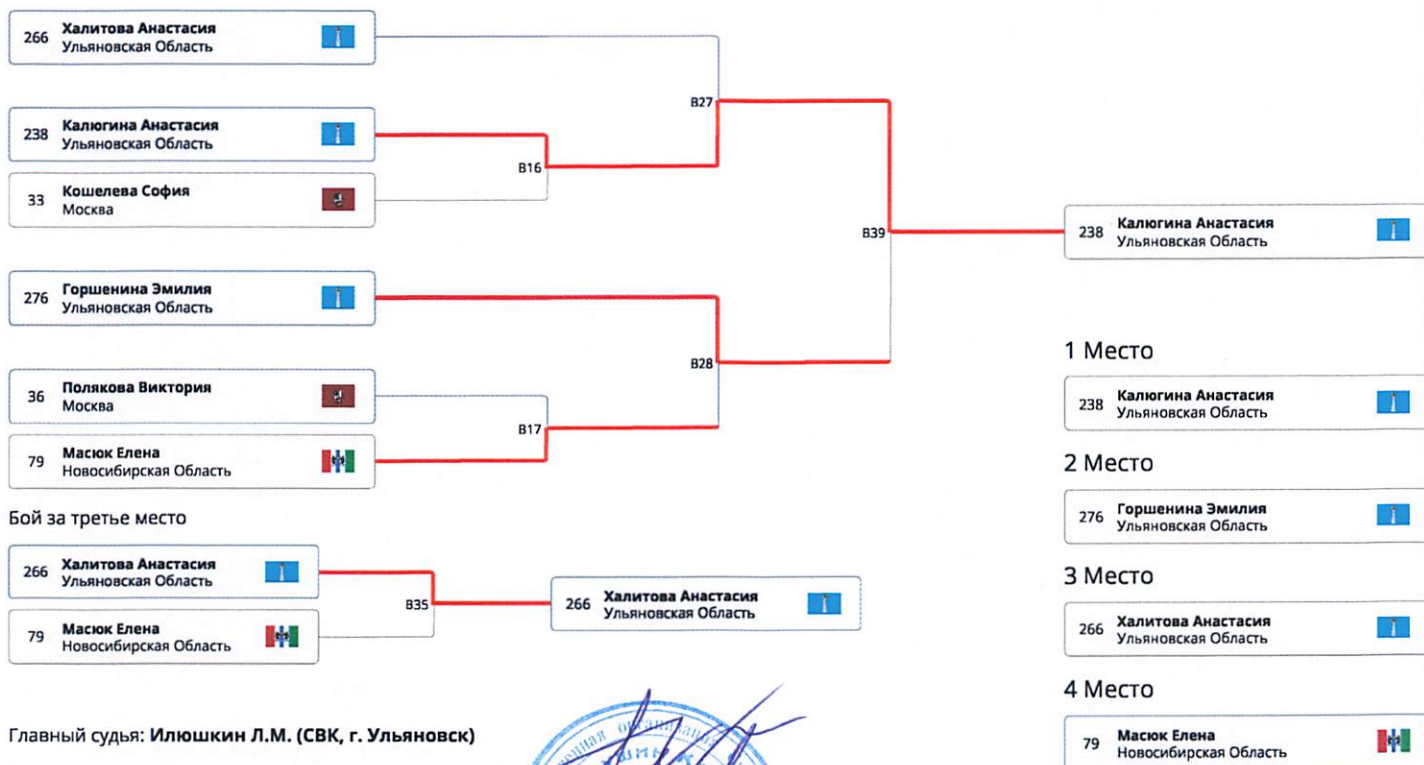 266 Халитова Анастасия
Ульяновская Область
238 Калюгина Анастасия
Ульяновская Область
33 Кошелева София
Москва
276 Горшенина Эмилия
Ульяновская Область
36 Полякова Виктория
Москва
79 Масюк Елена
Новосибирская Область
B16
B17
B27
B28
B39
238 Калюгина Анастасия
Ульяновская Область
Бой за третье место
266 Халитова Анастасия
Ульяновская Область
79 Масюк Елена
Новосибирская Область
B35
266 Халитова Анастасия
Ульяновская Область
1 Место
238 Калюгина Анастасия
Ульяновская Область
2 Место
276 Горшенина Эмилия
Ульяновская Область
3 Место
266 Халитова Анастасия
Ульяновская Область
4 Место
79 Масюк Елена
Новосибирская Область
Главный судья: Илюшкин Л.М. (СВК, г. Ульяновск)